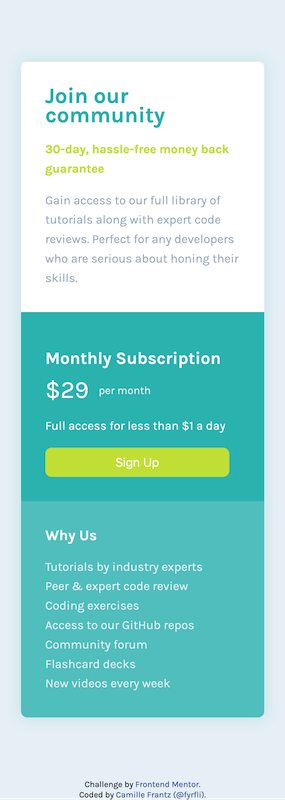 Join our
community
30-day, hassle-free money back
guarantee
Gain access to our full library of
tutorials along with expert code
reviews. Perfect for any developers
who are serious about honing their
skills.
Monthly Subscription
$29 per month
Full access for less than $1 a day
Sign Up
Why Us
Tutorials by industry experts
Peer & expert code review
Coding exercises
Access to our GitHub repos
Community forum
Flashcard decks
New videos every week
Challenge by Frontend Mentor.
Coded by Camille Frantz (@fyrfli).